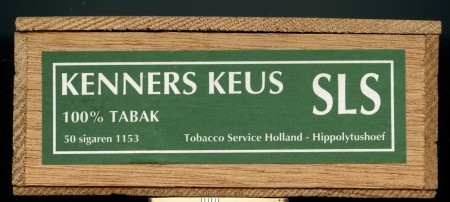 KENNERS KEUS SLS
100% TABAK
50 sigaren 1153 Tobacco Service Holland - Hippolytushoef